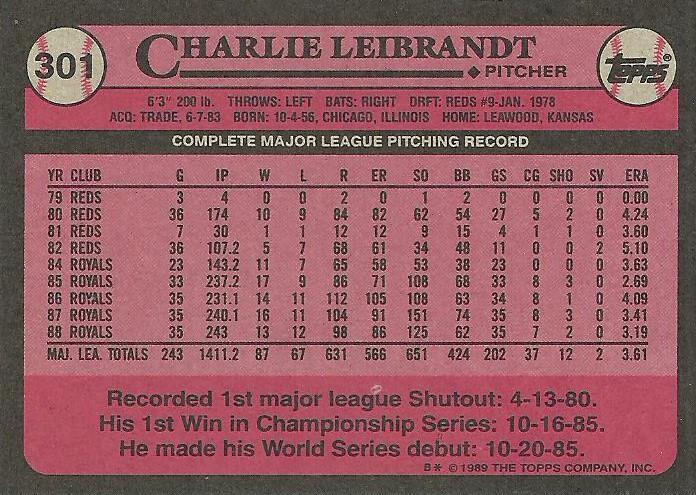 301
CHARLIE LEIBRANDT
PITCHER
TOPPS®
6'3" 200 lb. THROWS: LEFT BATS: RIGHT DRFT: REDS #9-JAN. 1978
ACQ: TRADE, 6-7-83 BORN: 10-4-56, CHICAGO, ILLINOIS HOME: LEAWOOD, KANSAS
COMPLETE MAJOR LEAGUE PITCHING RECORD
YR CLUB G IP W L R ER SO BB GS CG SHO SV ERA
79 REDS 3 4 0 0 2 0 1 2 0 0 0 0 0.00
80 REDS 36 174 10 9 84 82 62 54 27 5 2 0 4.24
81 REDS 7 30 1 1 12 12 9 15 4 1 1 0 3.60
82 REDS 36 107.2 5 7 68 61 34 48 11 0 0 2 5.10
84 ROYALS 23 143.2 11 7 65 58 53 38 23 0 0 0 3.63
85 ROYALS 33 237.2 17 9 86 71 108 68 33 8 3 0 2.69
86 ROYALS 35 231.1 14 11 112 105 108 63 34 8 1 0 4.09
87 ROYALS 35 240.1 16 11 104 91 151 74 35 8 3 0 3.41
88 ROYALS 35 243 13 12 98 86 125 62 35 7 2 0 3.19
MAJ. LEA. TOTALS 243 1411.2 87 67 631 566 651 424 202 37 12 2 3.61
Recorded 1st major league Shutout: 4-13-80.
His 1st Win in Championship Series: 10-16-85.
He made his World Series debut: 10-20-85.
B* ©1989 THE TOPPS COMPANY, INC.